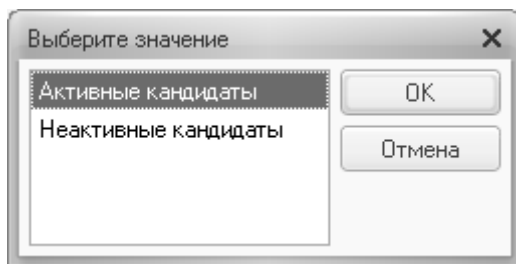 Выберите значение
Активные кандидаты
OK
Неактивные кандидаты
Отмена